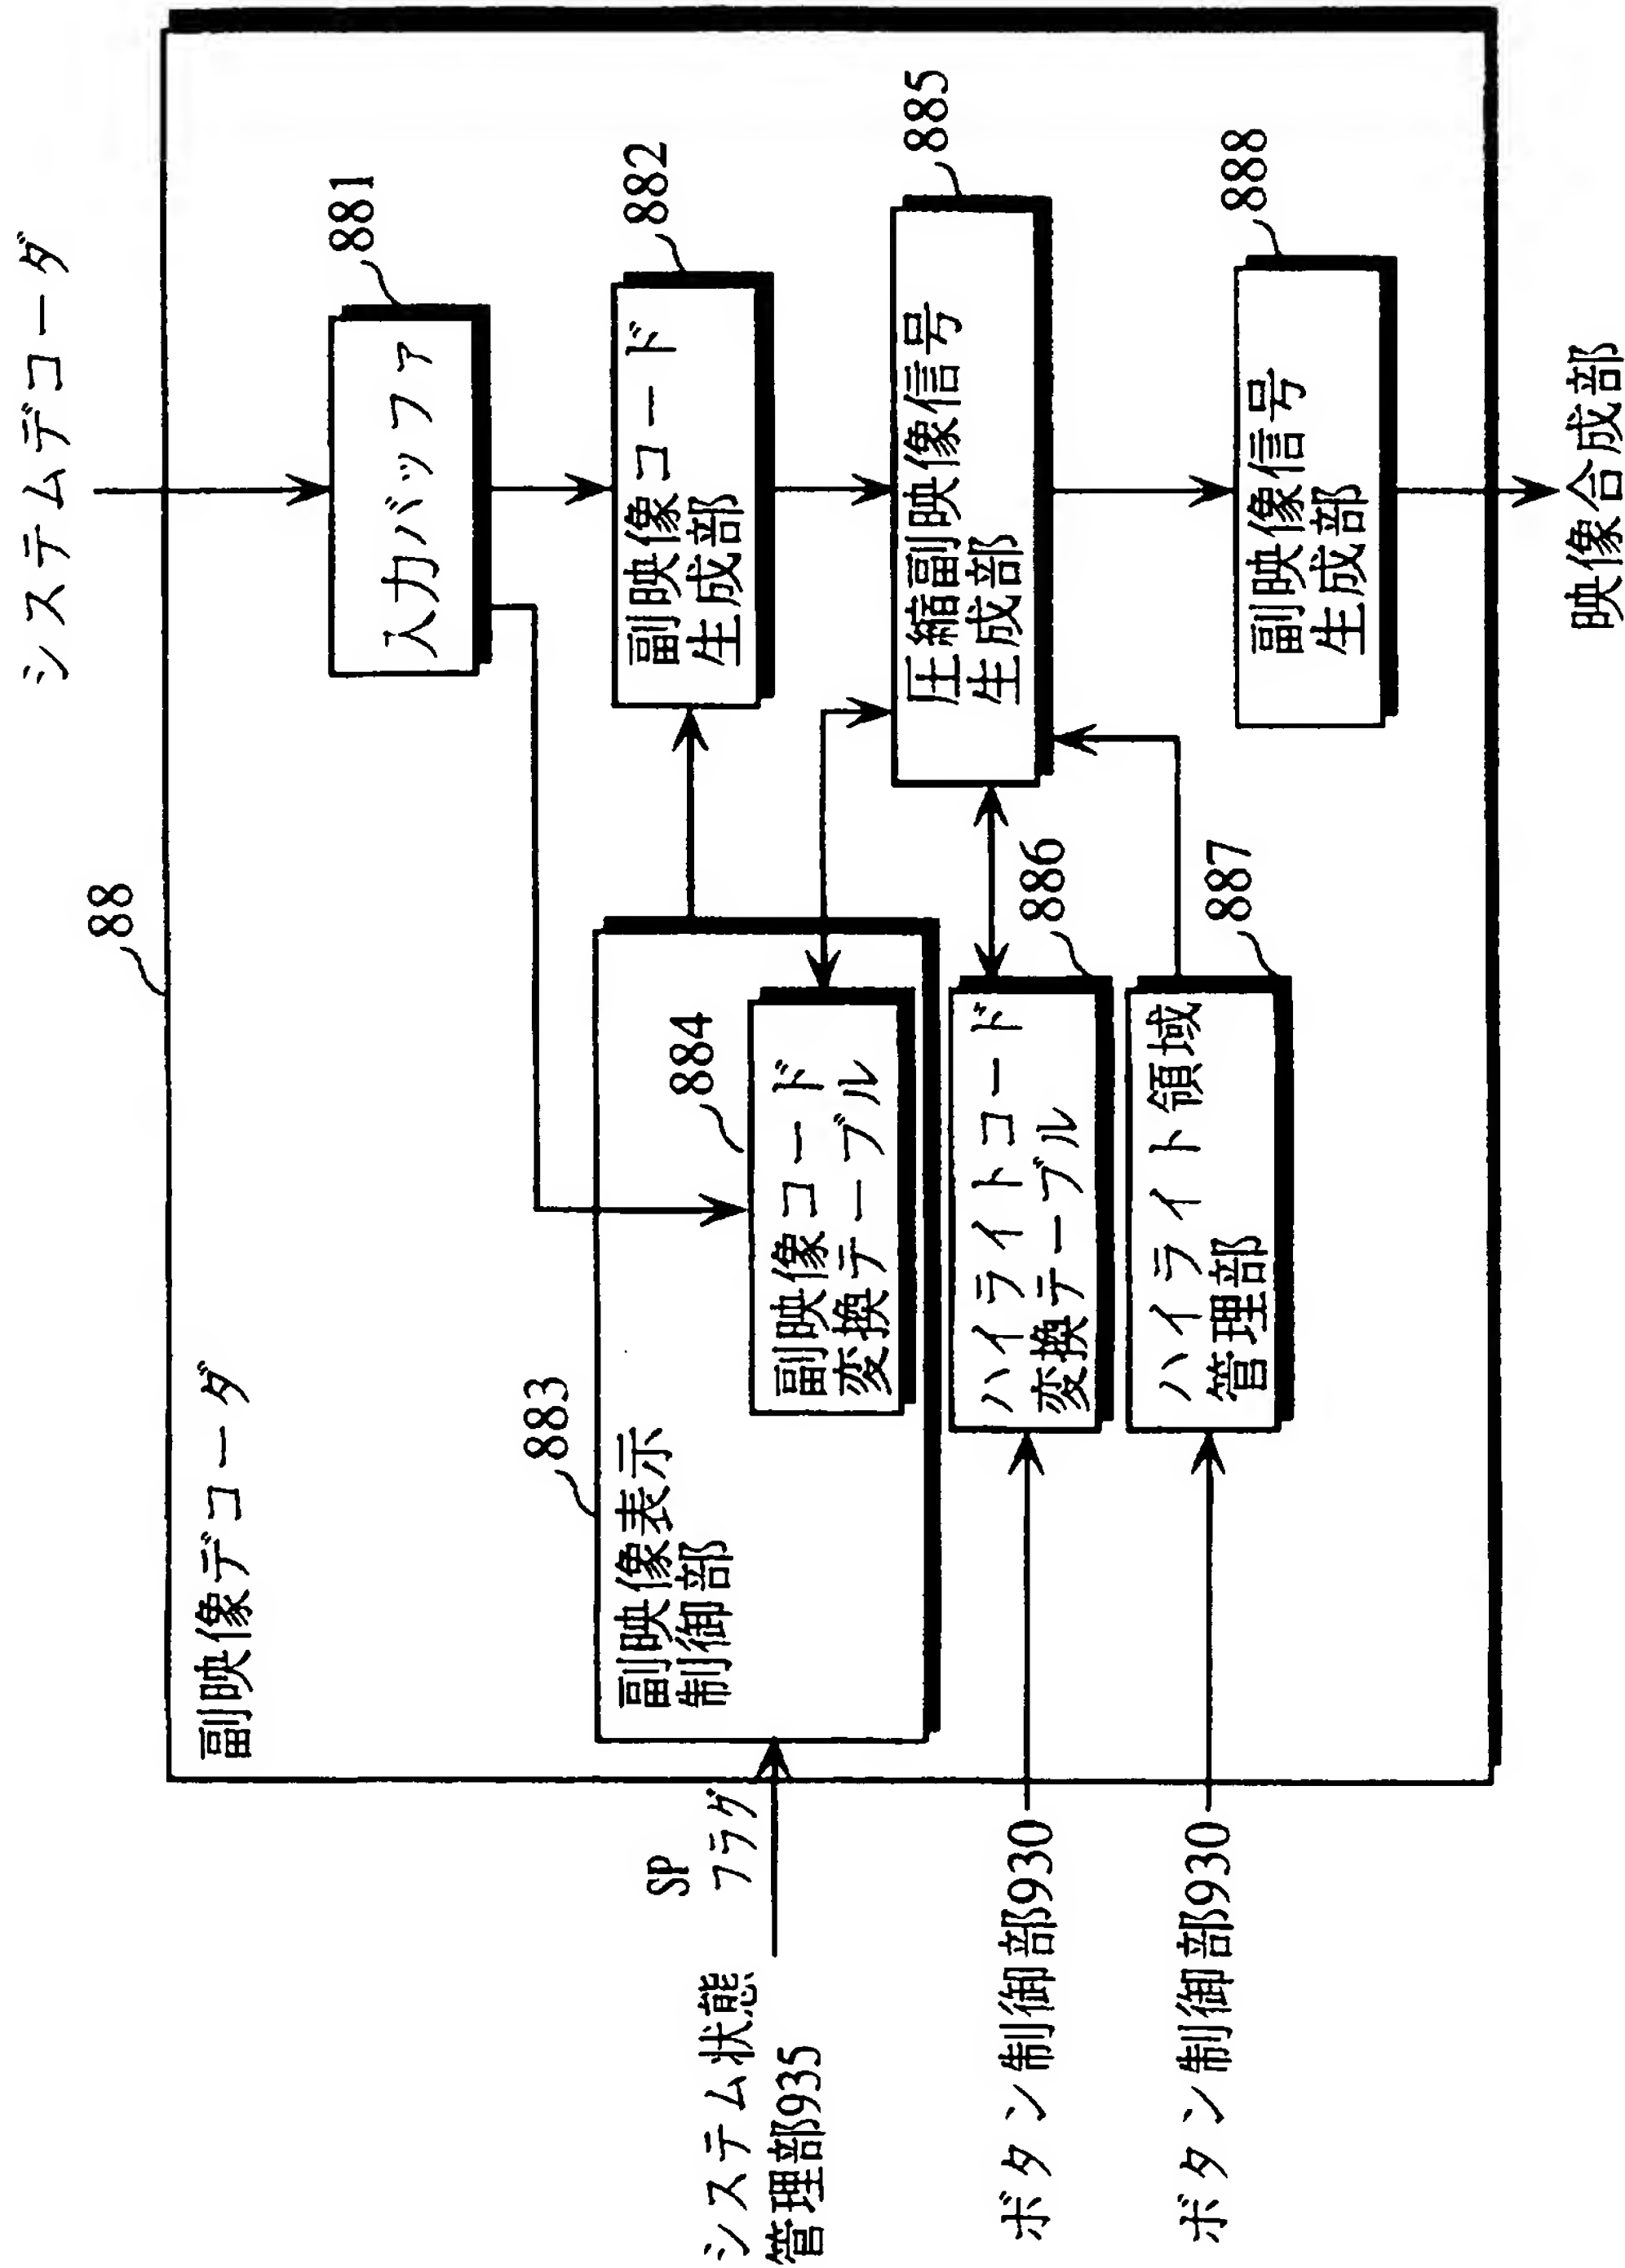 システムデコーダ
88
副映像デコーダ
881
入力バッファ
882
副映像コード
生成部
883
副映像表示
制御部
884
副映像コード
変換テーブル
SP
フラグ
システム状態
管理部935
885
圧縮副映像信号
生成部
886
ハイライトコード
変換テーブル
ボタン制御部930
887
ハイライト領域
管理部
ボタン制御部930
888
副映像信号
生成部
映像合成部